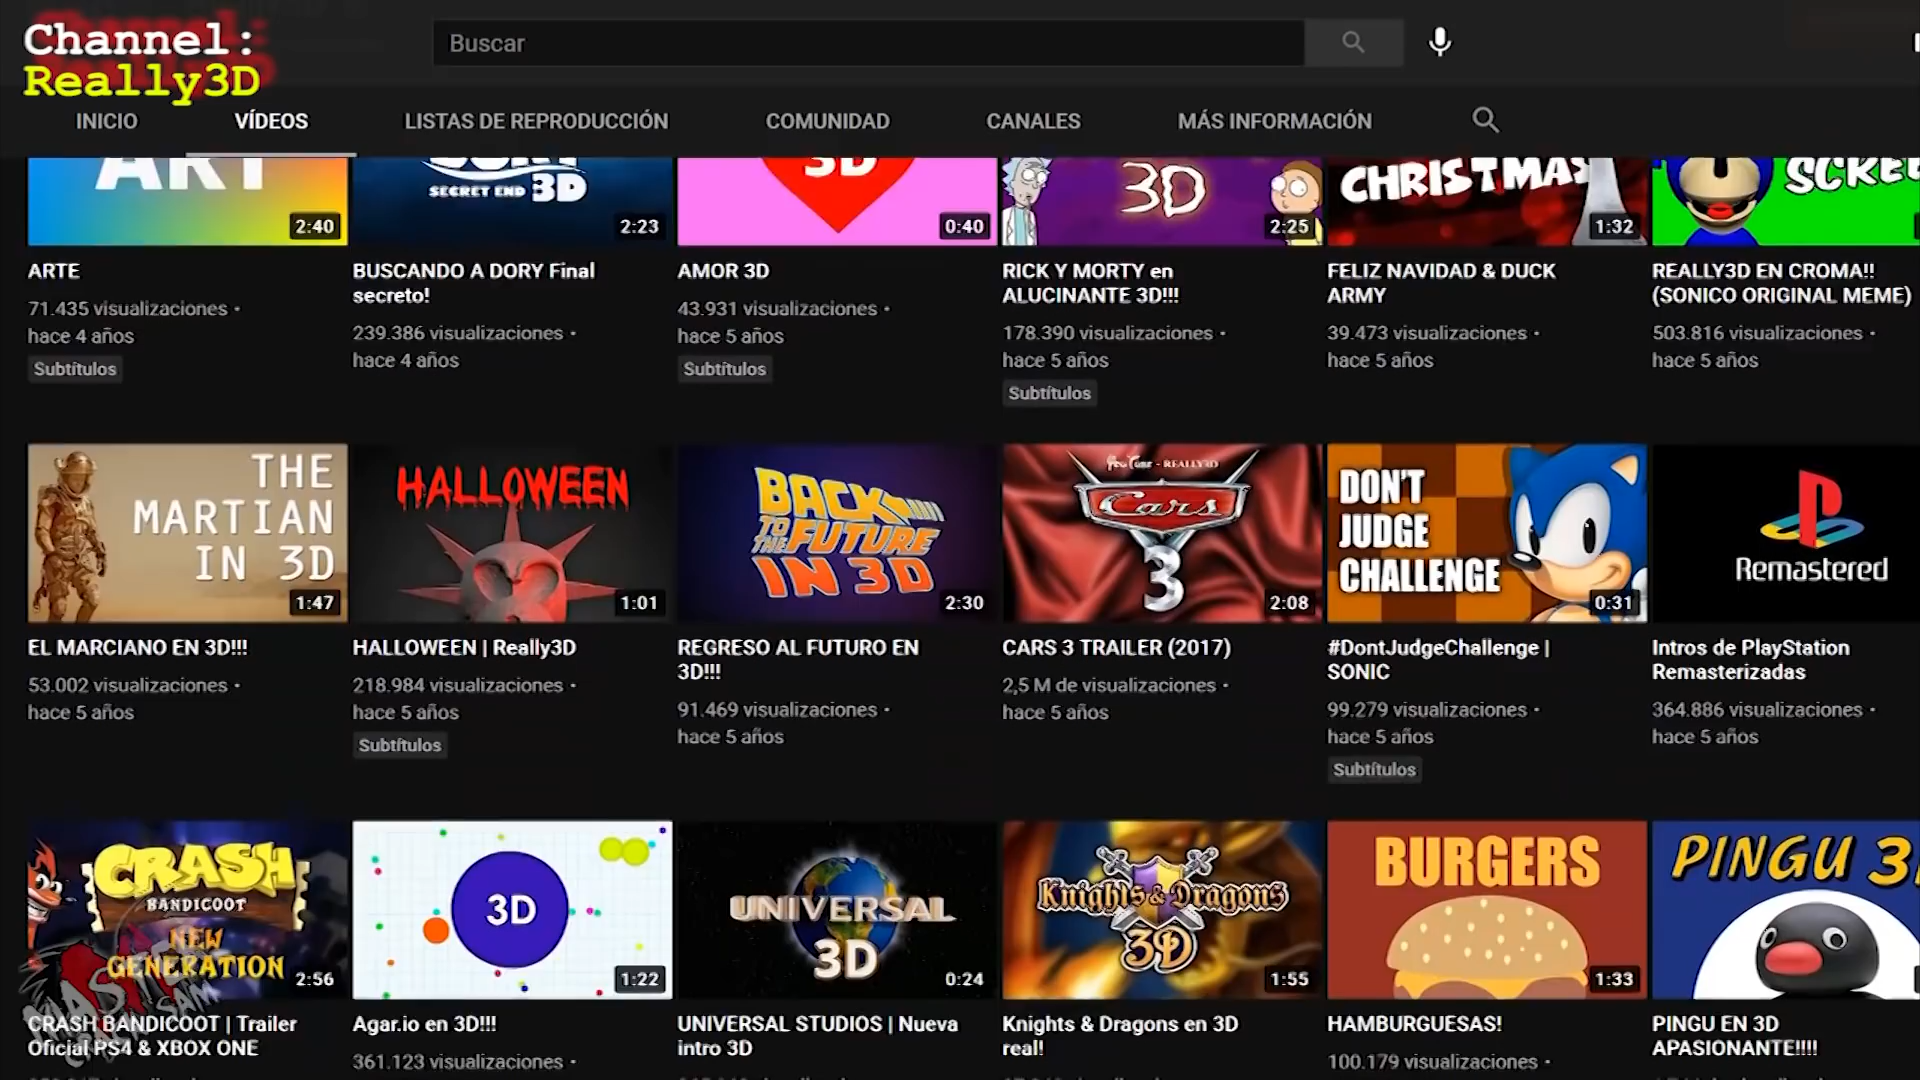 Channel:
Really3D
Buscar
INICIO
VÍDEOS
LISTAS DE REPRODUCCIÓN
COMUNIDAD
CANALES
MÁS INFORMACIÓN
ART
SECRET END 3D
3D
3D
CHRISTMAS
2:40
2:23
0:40
2:25
1:32
ARTE
71.435 visualizaciones •
hace 4 años
Subtítulos
BUSCANDO A DORY Final
secreto!
239.386 visualizaciones •
hace 4 años
AMOR 3D
43.931 visualizaciones •
hace 5 años
Subtítulos
RICK Y MORTY en
ALUCINANTE 3D!!!
178.390 visualizaciones •
hace 5 años
Subtítulos
FELIZ NAVIDAD & DUCK
ARMY
39.473 visualizaciones •
hace 5 años
REALLY3D EN CROMA!!
(SONICO ORIGINAL MEME)
503.816 visualizaciones •
hace 5 años
THE
MARTIAN
IN 3D
1:47
HALLOWEEN
1:01
BACK
TO THE FUTURE
IN 3D
2:30
YouTube - REALLY3D
Cars
3
2:08
DON'T
JUDGE
CHALLENGE
0:31
Remastered
EL MARCIANO EN 3D!!!
53.002 visualizaciones •
hace 5 años
HALLOWEEN | Really3D
218.984 visualizaciones •
hace 5 años
Subtítulos
REGRESO AL FUTURO EN
3D!!!
91.469 visualizaciones •
hace 5 años
CARS 3 TRAILER (2017)
2,5 M de visualizaciones •
hace 5 años
#DontJudgeChallenge |
SONIC
99.279 visualizaciones •
hace 5 años
Subtítulos
Intros de PlayStation
Remasterizadas
364.886 visualizaciones •
hace 5 años
CRASH
BANDICOOT
NEW
GENERATION
2:56
3D
1:22
UNIVERSAL
3D
0:24
Knights & Dragons
3D
1:55
BURGERS
1:33
PINGU 3
CRASH BANDICOOT | Trailer
Oficial PS4 & XBOX ONE
Agar.io en 3D!!!
361.123 visualizaciones •
UNIVERSAL STUDIOS | Nueva
intro 3D
Knights & Dragons en 3D
real!
HAMBURGUESAS!
100.179 visualizaciones •
PINGU EN 3D
APASIONANTE!!!!